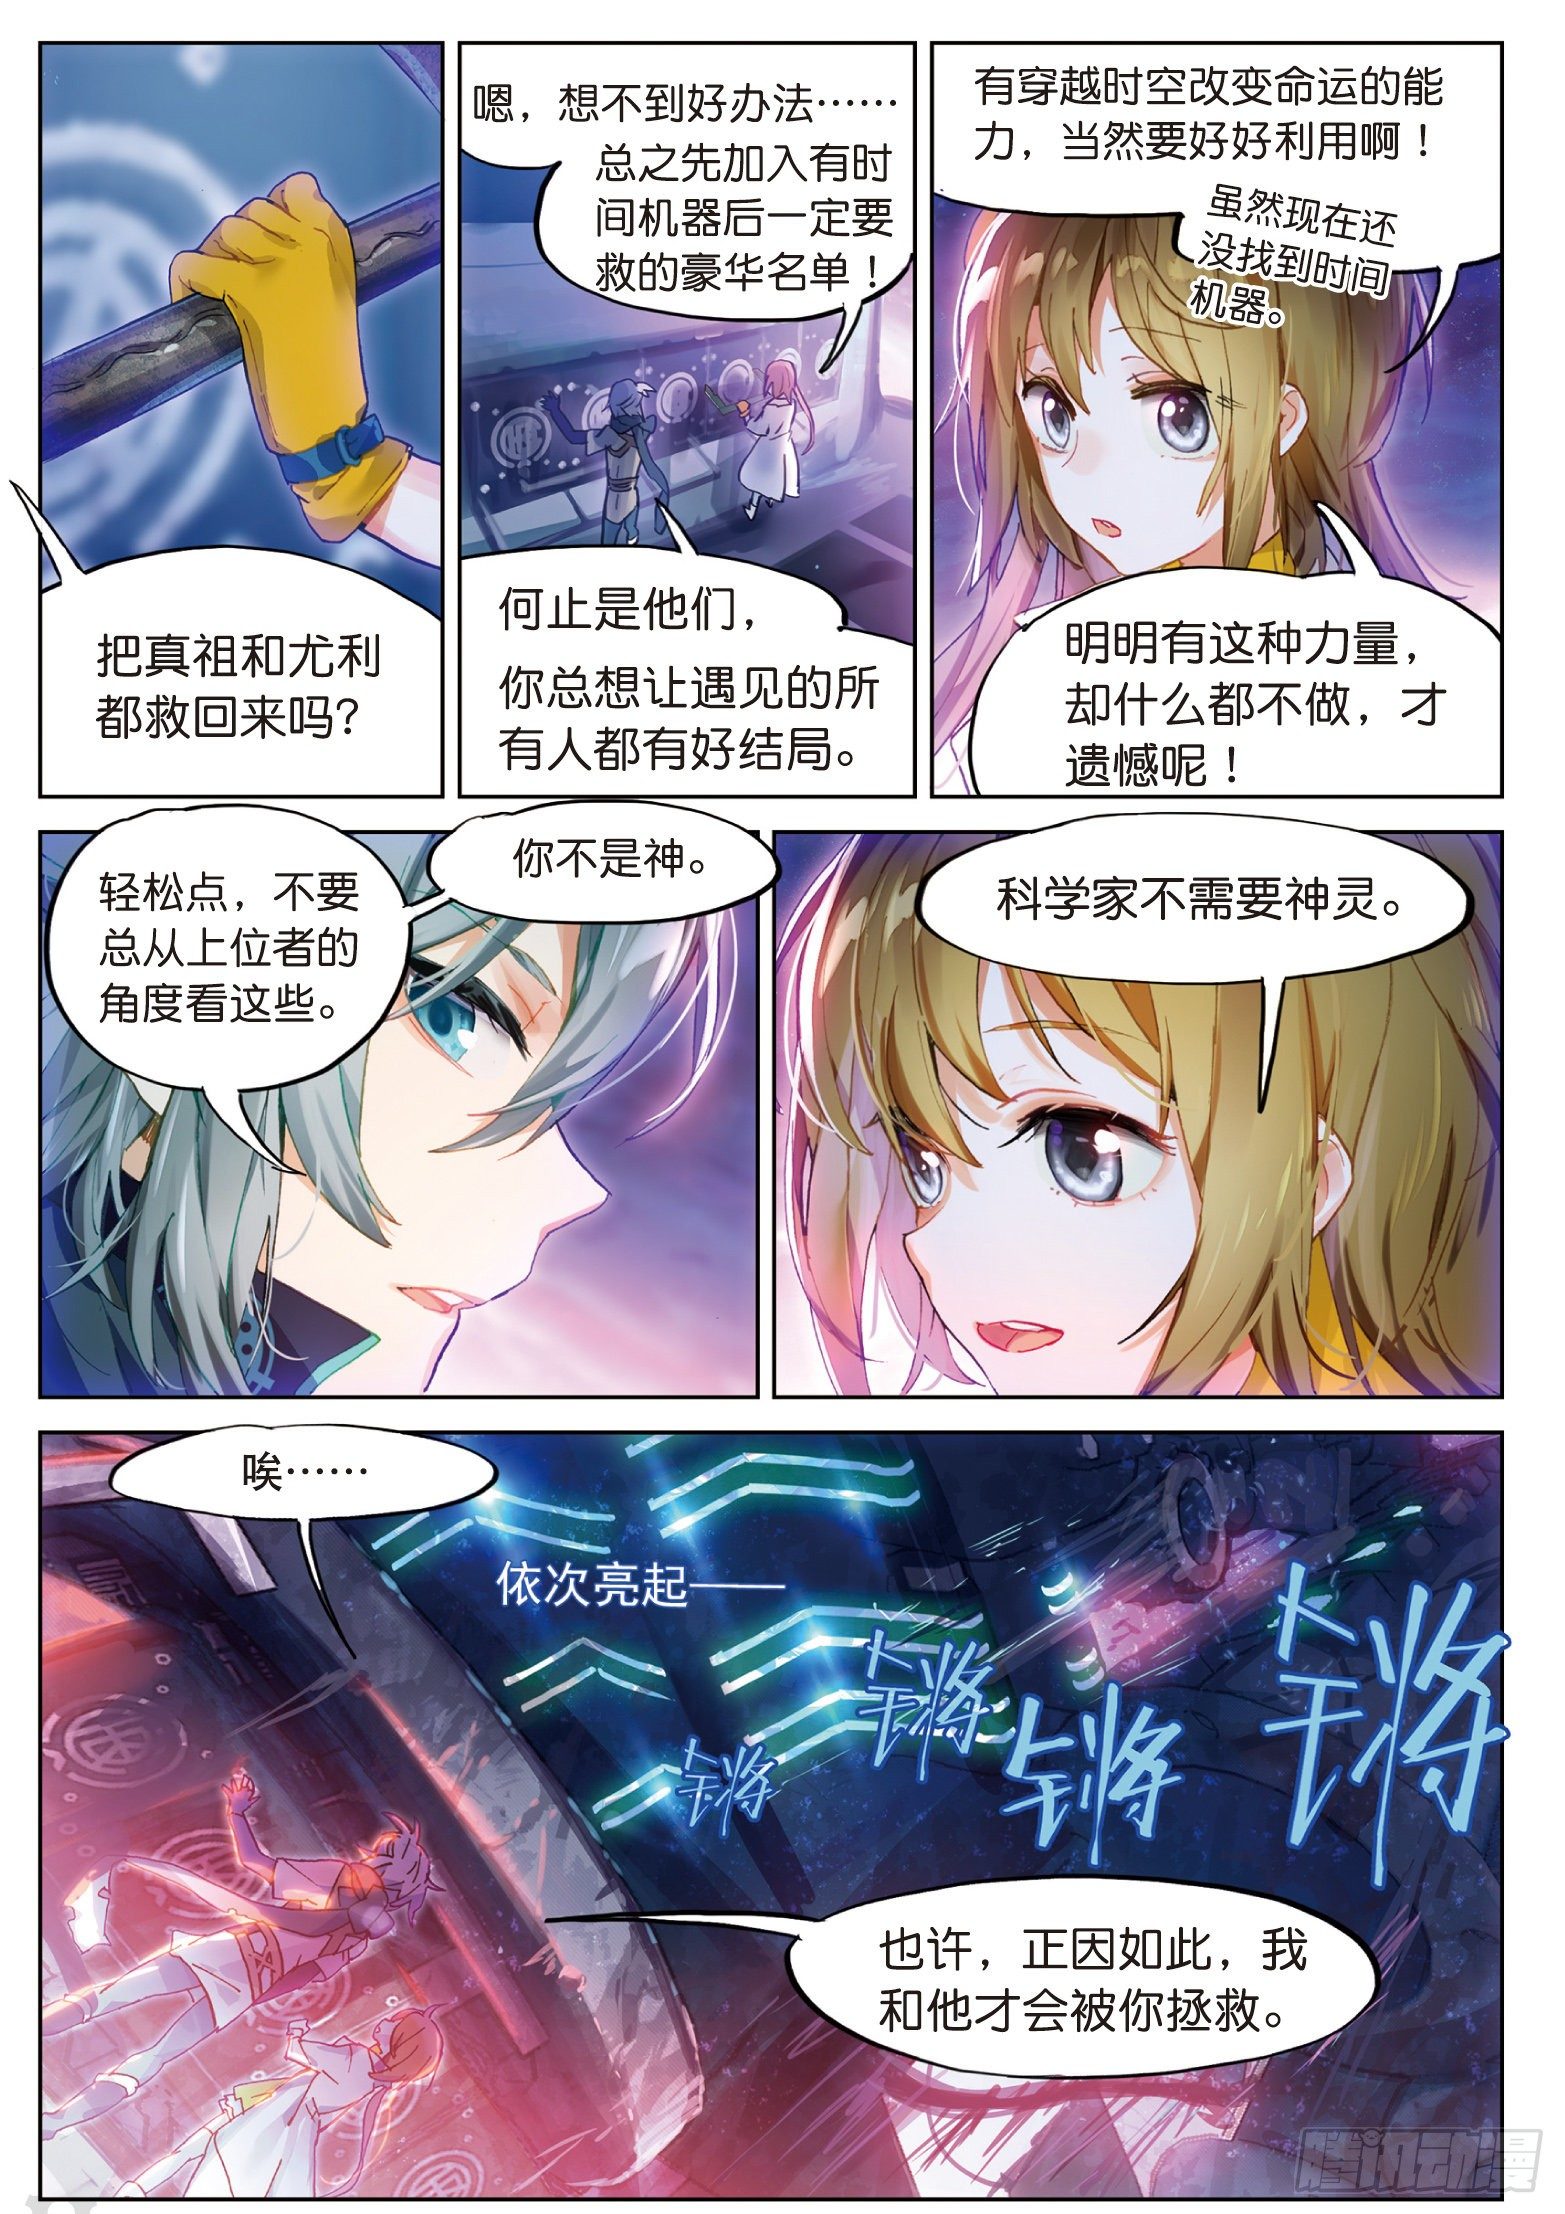 把真祖和尤利
都救回来吗？
嗯，想不到好办法……
总之先加入有时
间机器后一定要
救的豪华名单！
何止是他们，
你总想让遇见的所
有人都有好结局。
有穿越时空改变命运的能
力，当然要好好利用啊！
虽然现在还
没找到时间
机器。
明明有这种力量，
却什么都不做，才
遗憾呢！
你不是神。
轻松点，不要
总从上位者的
角度看这些。
科学家不需要神灵。
唉……
依次亮起——
锵
锵
锵
锵
也许，正因如此，我
和他才会被你拯救。
腾讯动漫